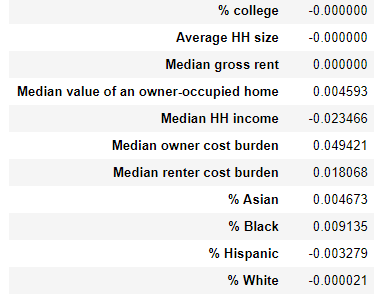 % college -0.000000
Average HH size -0.000000
Median gross rent 0.000000
Median value of an owner-occupied home 0.004593
Median HH income -0.023466
Median owner cost burden 0.049421
Median renter cost burden 0.018068
% Asian 0.004673
% Black 0.009135
% Hispanic -0.003279
% White -0.000021